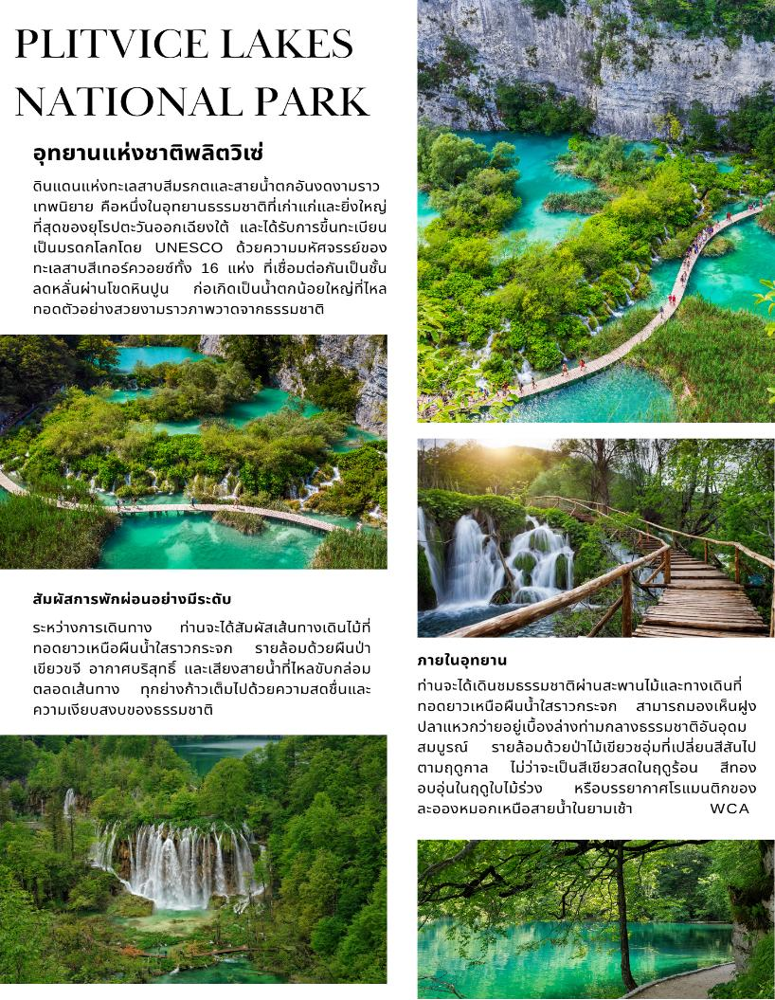 PLITVICE LAKES
NATIONAL PARK
อุทยานแห่งชาติพลิตวิเซ่
ดินแดนแห่งทะเลสาบสีมรกตและสายน้ำตกอันงดงามราว
เทพนิยาย คือหนึ่งในอุทยานธรรมชาติที่เก่าแก่และยิ่งใหญ่
ที่สุดของยุโรปตะวันออกเฉียงใต้ และได้รับการขึ้นทะเบียน
เป็นมรดกโลกโดย UNESCO ด้วยความมหัศจรรย์ของ
ทะเลสาบสีเทอร์ควอยซ์ทั้ง 16 แห่ง ที่เชื่อมต่อกันเป็นชั้น
ลดหลั่นผ่านโขดหินปูน ก่อเกิดเป็นน้ำตกน้อยใหญ่ที่ไหล
ทอดตัวอย่างสวยงามราวภาพวาดจากธรรมชาติ
สัมผัสการพักผ่อนอย่างมีระดับ
ระหว่างการเดินทาง ท่านจะได้สัมผัสเส้นทางเดินไม้ที่
ทอดยาวเหนือผืนน้ำใสราวกระจก รายล้อมด้วยผืนป่า
เขียวขจี อากาศบริสุทธิ์ และเสียงสายน้ำที่ไหลขับกล่อม
ตลอดเส้นทาง ทุกย่างก้าวเต็มไปด้วยความสดชื่นและ
ความเงียบสงบของธรรมชาติ
ภายในอุทยาน
ท่านจะได้เดินชมธรรมชาติผ่านสะพานไม้และทางเดินที่
ทอดยาวเหนือผืนน้ำใสราวกระจก สามารถมองเห็นฝูง
ปลาแหวกว่ายอยู่เบื้องล่างท่ามกลางธรรมชาติอันอุดม
สมบูรณ์ รายล้อมด้วยป่าไม้เขียวชอุ่มที่เปลี่ยนสีสันไป
ตามฤดูกาล ไม่ว่าจะเป็นสีเขียวสดในฤดูร้อน สีทอง
อบอุ่นในฤดูใบไม้ร่วง หรือบรรยากาศโรแมนติกของ
ละอองหมอกเหนือสายน้ำในยามเช้า WCA